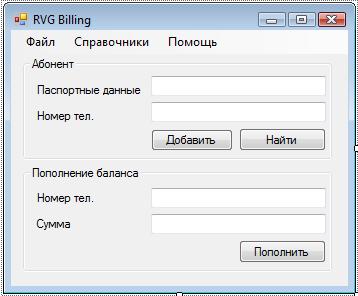 RVG Billing
Файл Справочники Помощь
Абонент
Паспортные данные
Номер тел.
Добавить Найти
Пополнение баланса
Номер тел.
Сумма
Пополнить